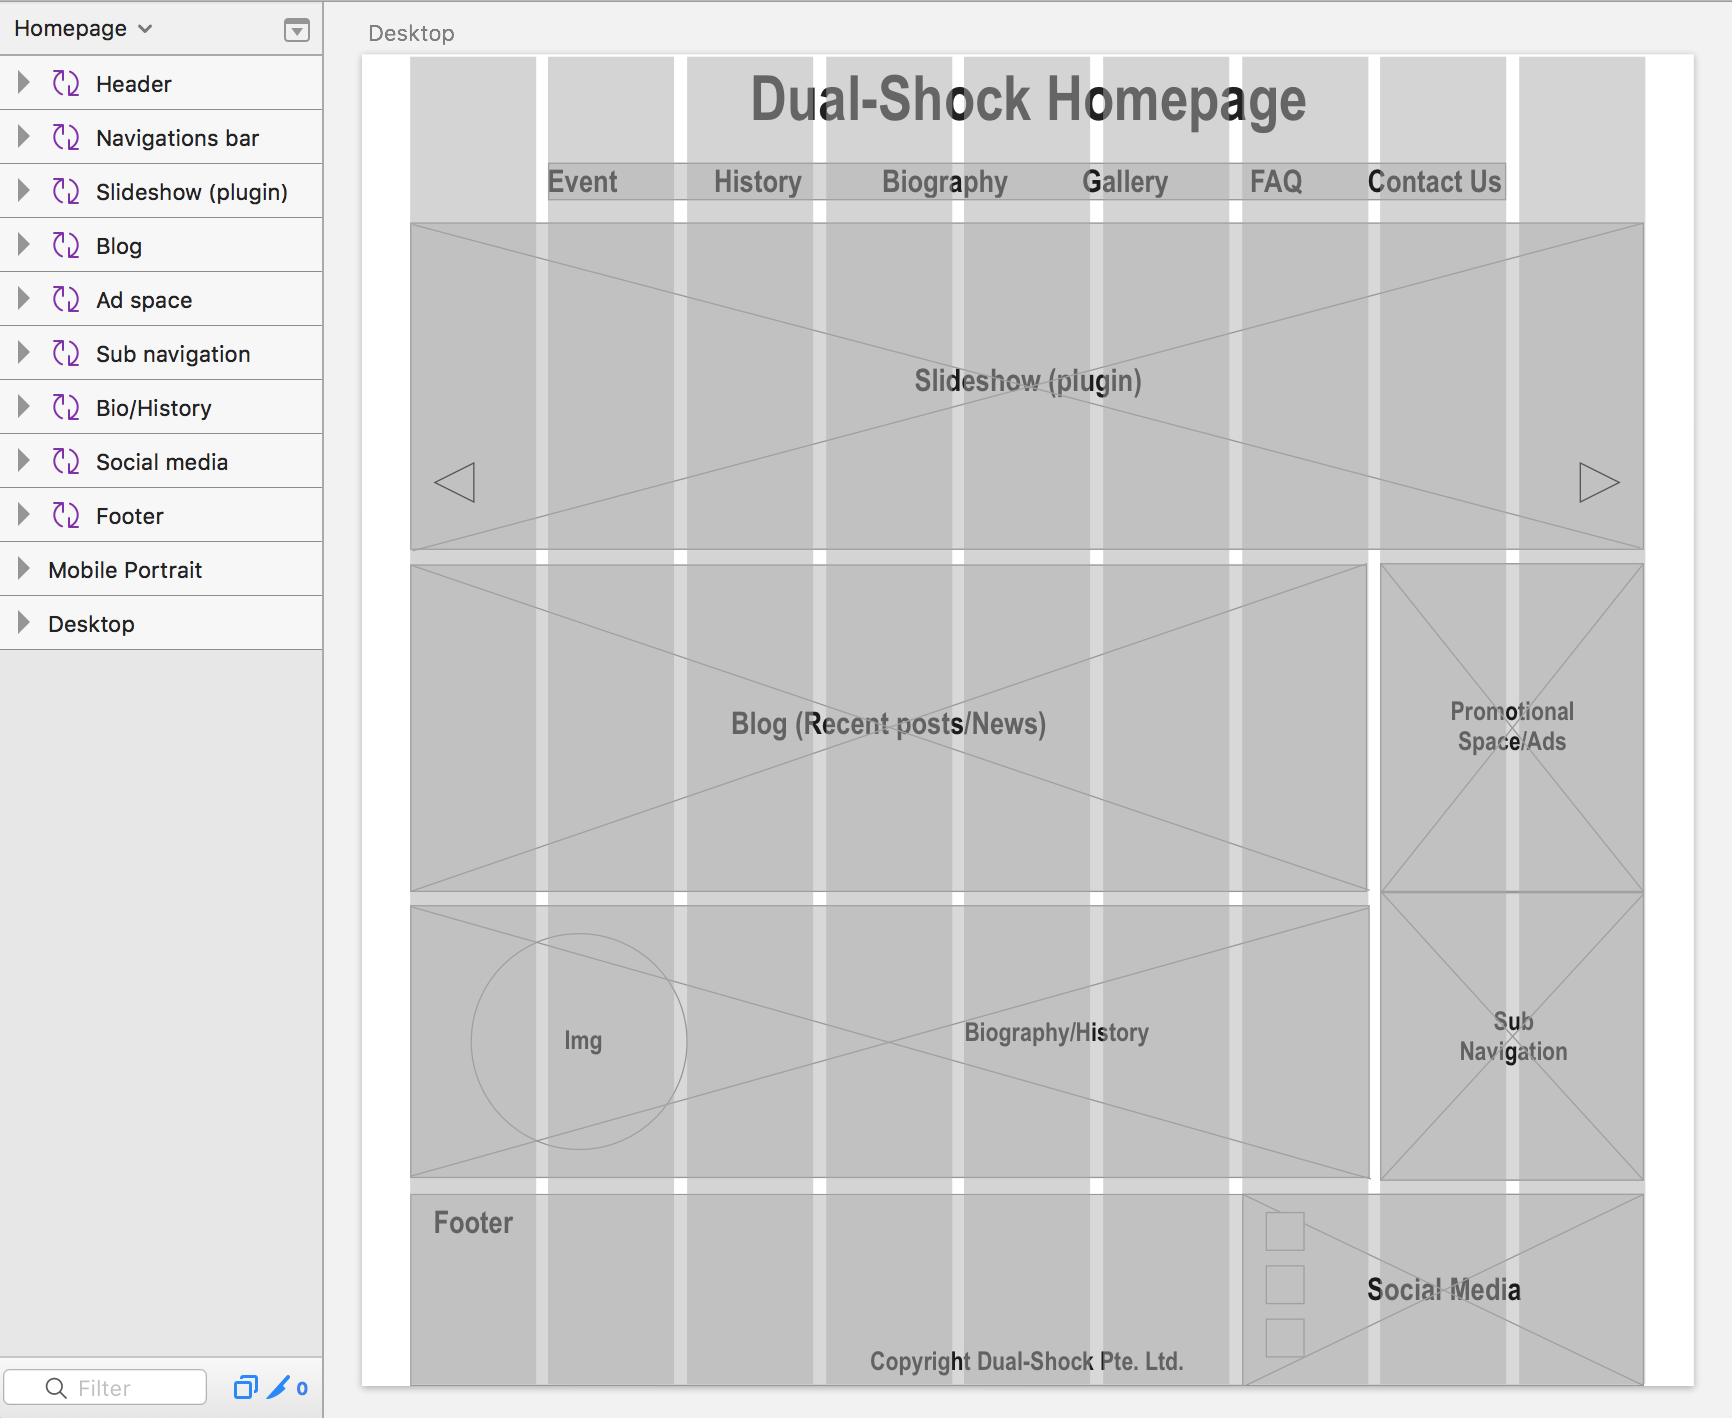 Homepage
Header
Navigations bar
Slideshow (plugin)
Blog
Ad space
Sub navigation
Bio/History
Social media
Footer
Mobile Portrait
Desktop
Filter
0
Desktop
Dual-Shock Homepage
Event History Biography Gallery FAQ Contact Us
Slideshow (plugin)
Blog (Recent posts/News)
Promotional
Space/Ads
Img
Biography/History
Sub
Navigation
Footer
Social Media
Copyright Dual-Shock Pte. Ltd.